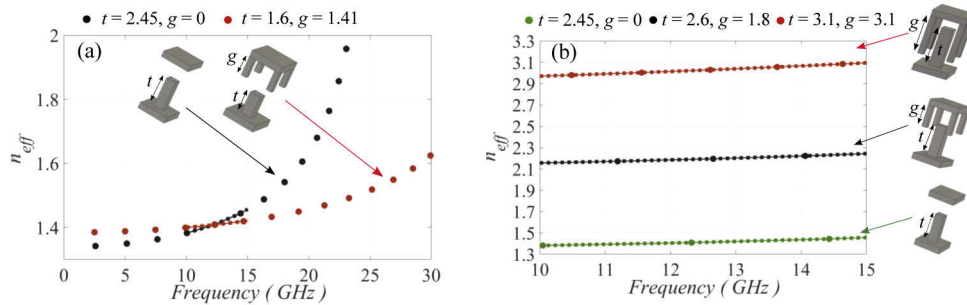 t = 2.45, g = 0 t = 1.6, g = 1.41
(a)
g
t
t
n_eff
2
1.8
1.6
1.4
0 5 10 15 20 25 30
Frequency ( GHz )
t = 2.45, g = 0 t = 2.6, g = 1.8 t = 3.1, g = 3.1
(b)
n_eff
3.3
3.1
2.9
2.7
2.5
2.3
2.1
1.9
1.7
1.5
1.3
10 11 12 13 14 15
Frequency ( GHz )
g
t
g
t
t